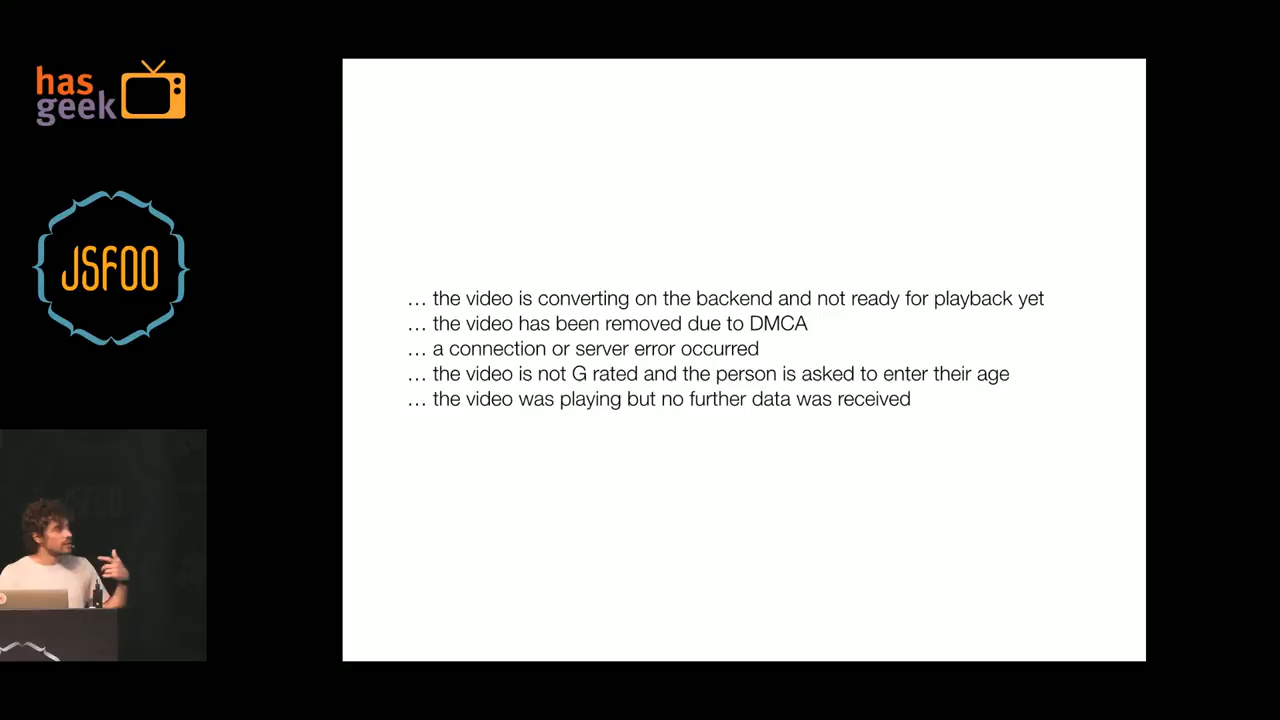 has
geek
JSFOO
… the video is converting on the backend and not ready for playback yet
… the video has been removed due to DMCA
… a connection or server error occurred
… the video is not G rated and the person is asked to enter their age
… the video was playing but no further data was received